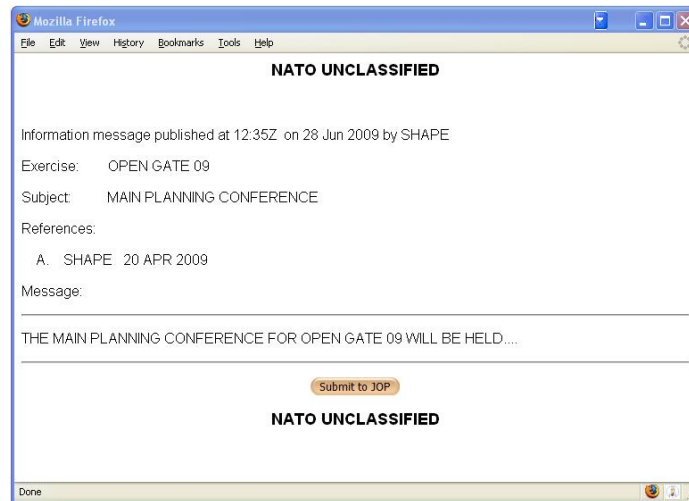 Mozilla Firefox
File Edit View History Bookmarks Tools Help
NATO UNCLASSIFIED
Information message published at 12:35Z on 28 Jun 2009 by SHAPE
Exercise: OPEN GATE 09
Subject: MAIN PLANNING CONFERENCE
References:
A. SHAPE 20 APR 2009
Message:
THE MAIN PLANNING CONFERENCE FOR OPEN GATE 09 WILL BE HELD....
Submit to JOP
NATO UNCLASSIFIED
Done